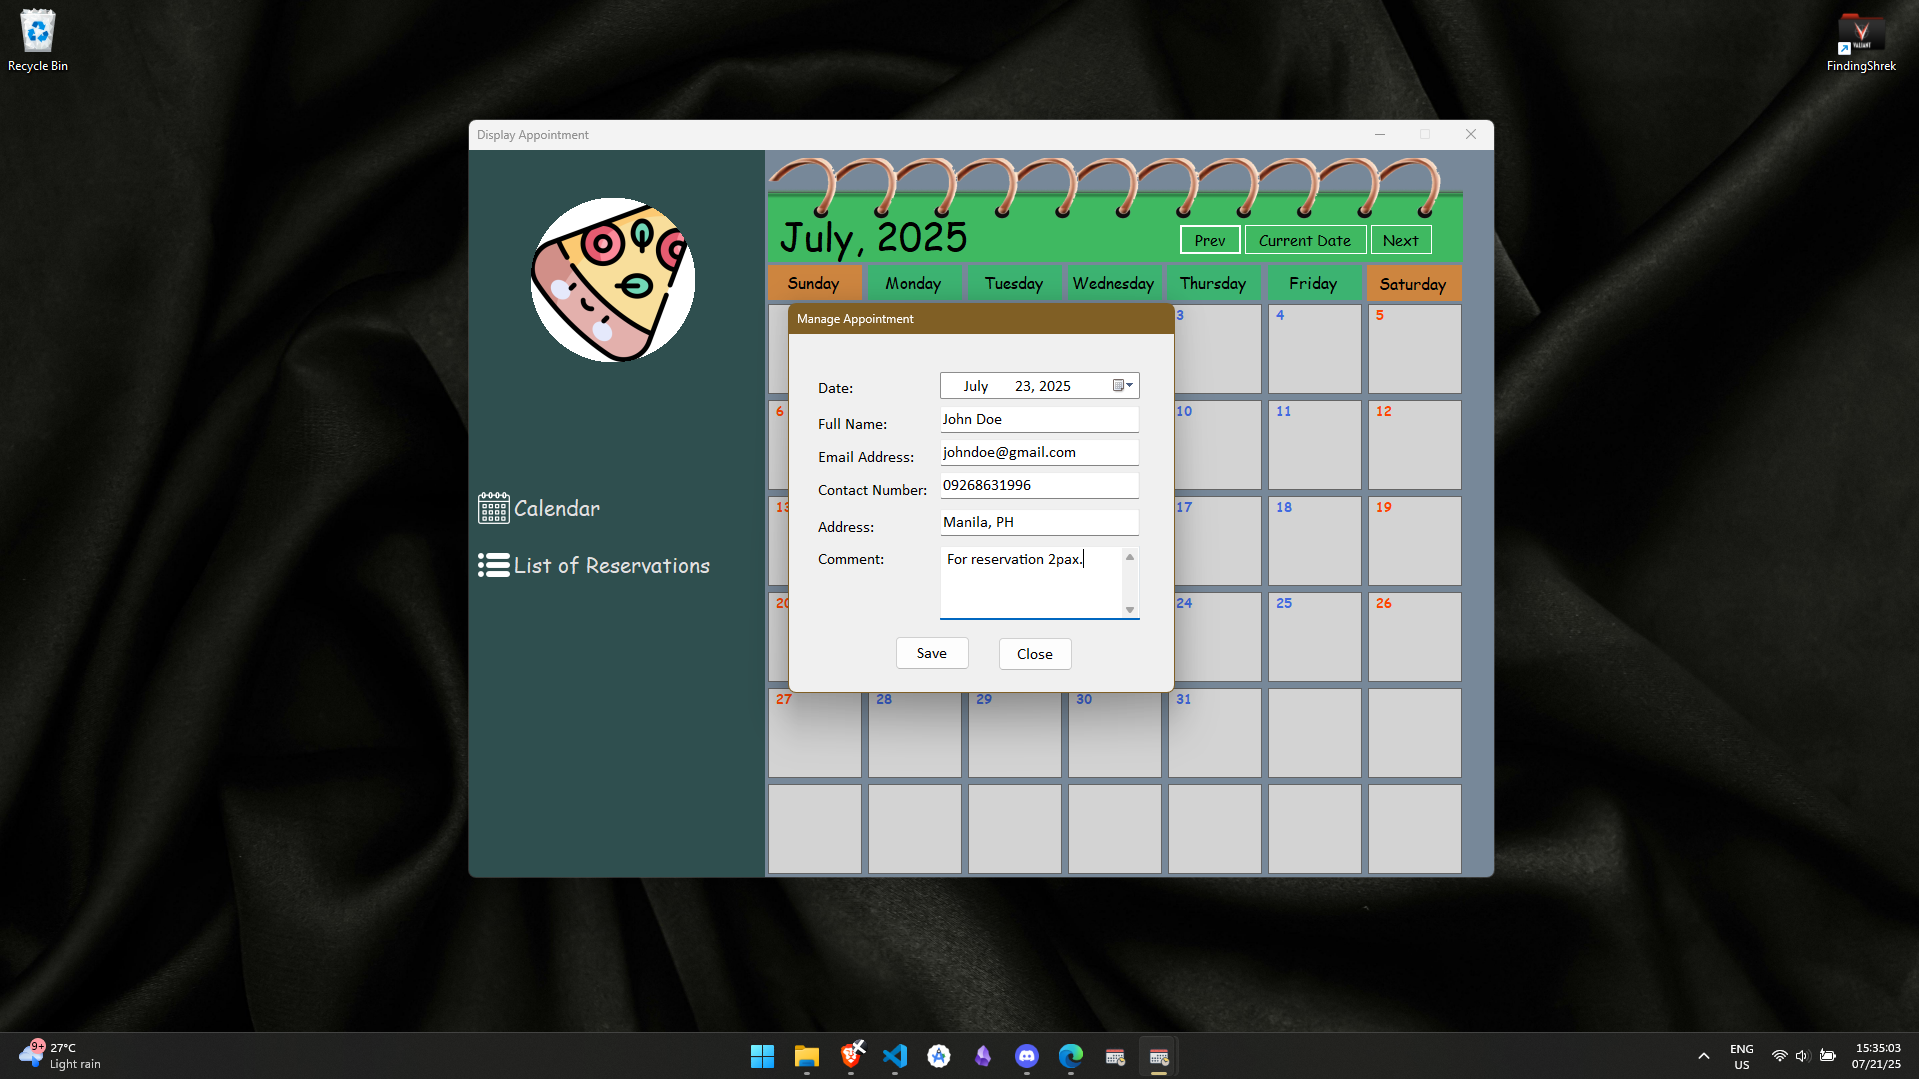 Recycle Bin
FindingShrek
VALIANT
Display Appointment
July, 2025
Prev
Current Date
Next
Sunday
Monday
Tuesday
Wednesday
Thursday
Friday
Saturday
Manage Appointment
Date:
July 23, 2025
Full Name:
John Doe
Email Address:
johndoe@gmail.com
Contact Number:
09268631996
Address:
Manila, PH
Comment:
For reservation 2pax.
Save
Close
Calendar
List of Reservations
3
4
5
6
10
11
12
13
17
18
19
20
24
25
26
27
28
29
30
31
9+
27°C
Light rain
ENG
US
15:35:03
07/21/25